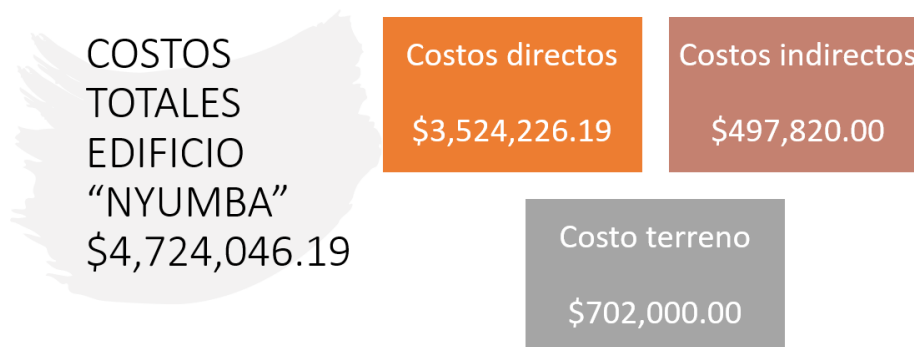 COSTOS
TOTALES
EDIFICIO
“NYUMBA”
$4,724,046.19
Costos directos
$3,524,226.19
Costos indirectos
$497,820.00
Costo terreno
$702,000.00